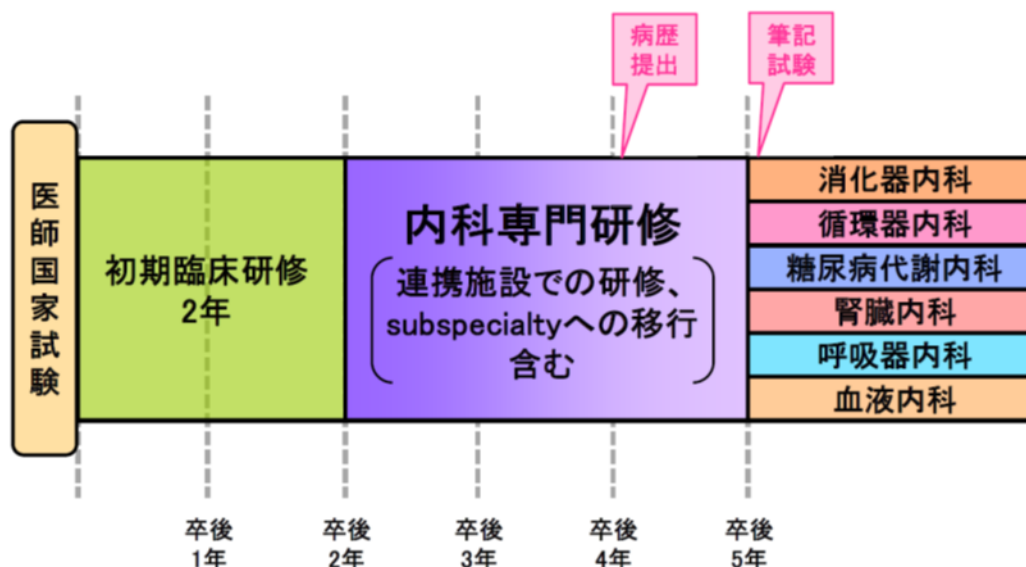 病歴
提出
筆記
試験
医師国家試験
初期臨床研修
2年
内科専門研修
連携施設での研修、
subspecialtyへの移行
含む
消化器内科
循環器内科
糖尿病代謝内科
腎臓内科
呼吸器内科
血液内科
卒後
1年
卒後
2年
卒後
3年
卒後
4年
卒後
5年